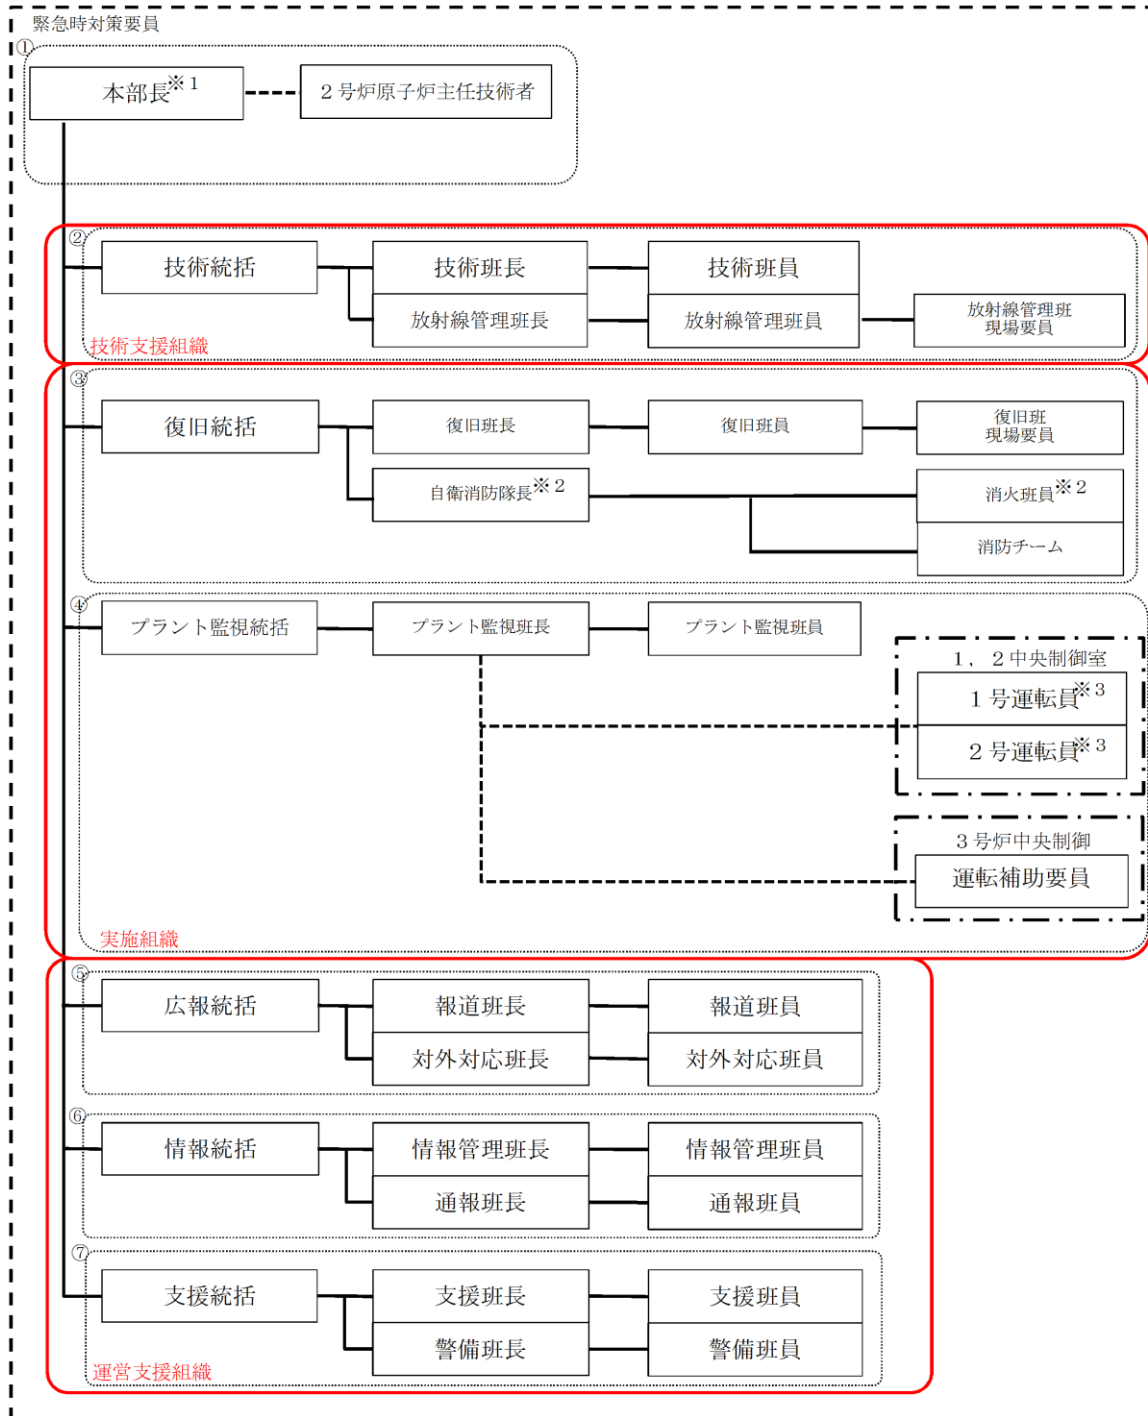 緊急時対策要員
①
本部長※1
2号炉原子炉主任技術者
②
技術統括
技術班長
技術班員
放射線管理班長
放射線管理班員
放射線管理班
現場要員
技術支援組織
③
復旧統括
復旧班長
復旧班員
復旧班
現場要員
自衛消防隊長※2
消火班員※2
消防チーム
④
プラント監視統括
プラント監視班長
プラント監視班員
1,2中央制御室
1号運転員※3
2号運転員※3
3号炉中央制御
運転補助要員
実施組織
⑤
広報統括
報道班長
報道班員
対外対応班長
対外対応班員
⑥
情報統括
情報管理班長
情報管理班員
通報班長
通報班員
⑦
支援統括
支援班長
支援班員
警備班長
警備班員
運営支援組織